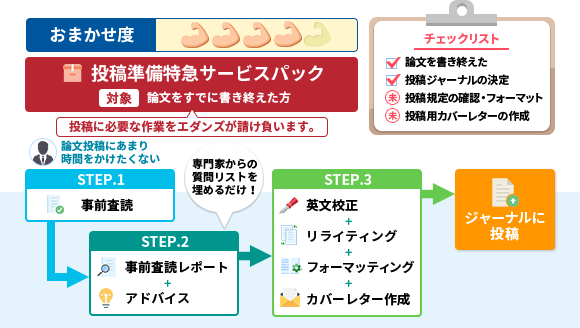 おまかせ度
投稿準備特急サービスパック
対象 論文をすでに書き終えた方
投稿に必要な作業をエダンズが請け負います。
チェックリスト
論文を書き終えた
投稿ジャーナルの決定
未 投稿規定の確認・フォーマット
未 投稿用カバーレターの作成
論文投稿にあまり
時間をかけたくない
専門家からの
質問リストを
埋めるだけ！
STEP.1
事前査読
STEP.2
事前査読レポート
+
アドバイス
STEP.3
英文校正
+
リライティング
+
フォーマッティング
+
カバーレター作成
ジャーナルに
投稿